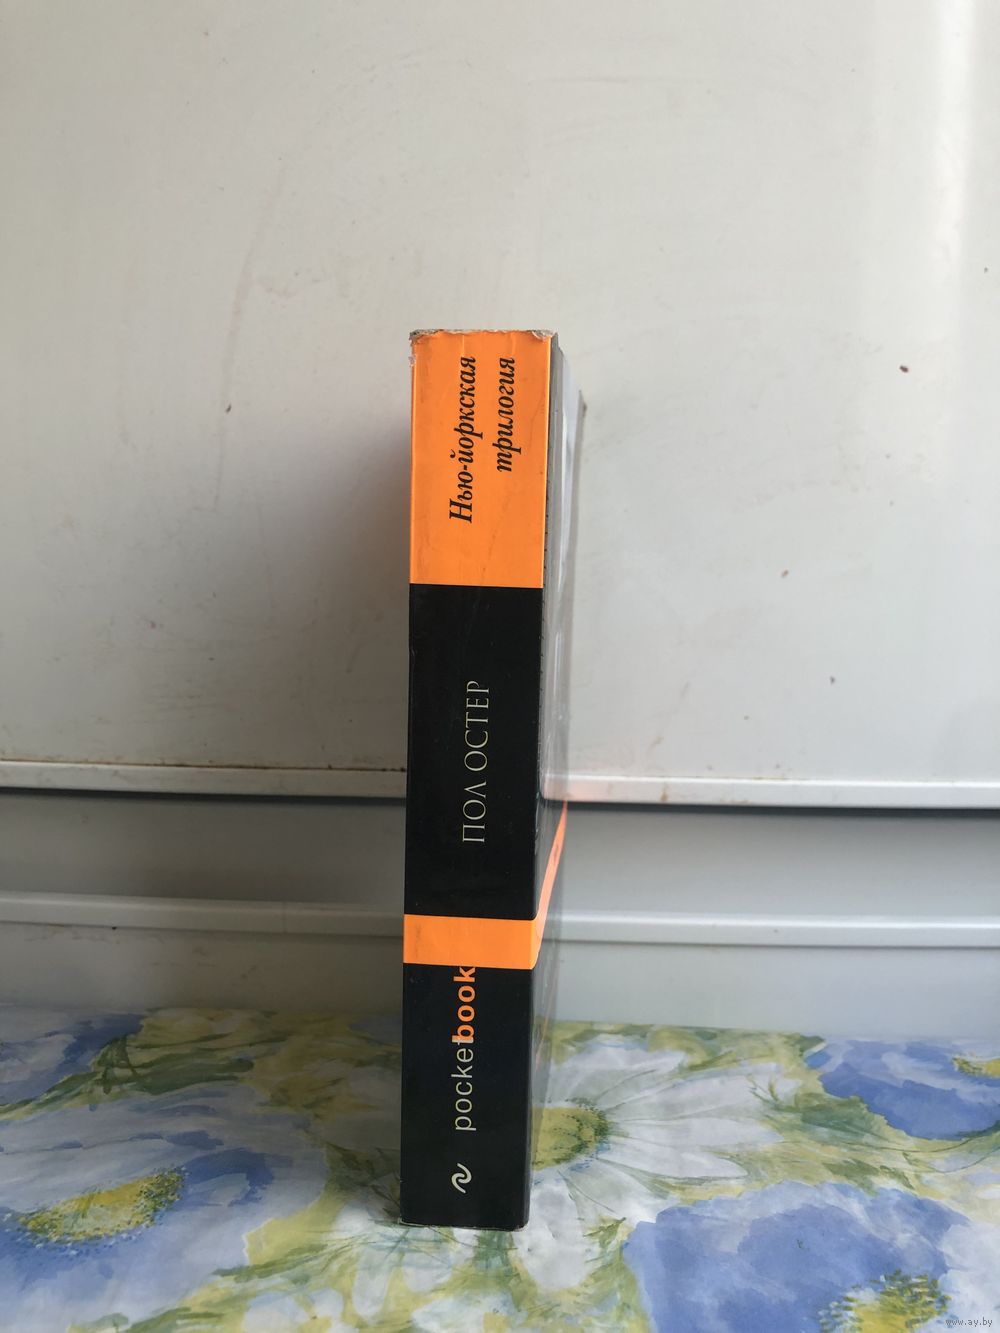 Нью-йоркская
трилогия
ПОЛ ОСТЕР
pocketbook
www.ay.by